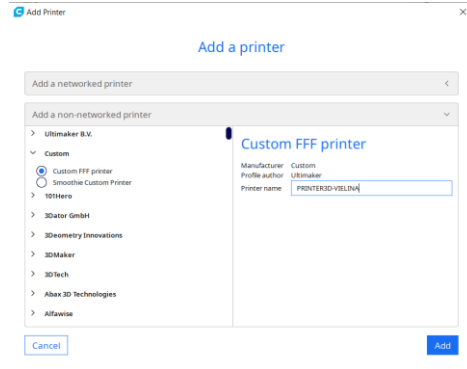 Add Printer
Add a printer
Add a networked printer
Add a non-networked printer
Ultimaker B.V.
Custom
Custom FFF printer
Smoothie Custom Printer
101Hero
3Dator GmbH
3Deometry Innovations
3DMaker
3DTech
Abax 3D Technologies
Alfawise
Custom FFF printer
Manufacturer Custom
Profile author Ultimaker
Printer name PRINTER3D-VIELINA
Cancel
Add